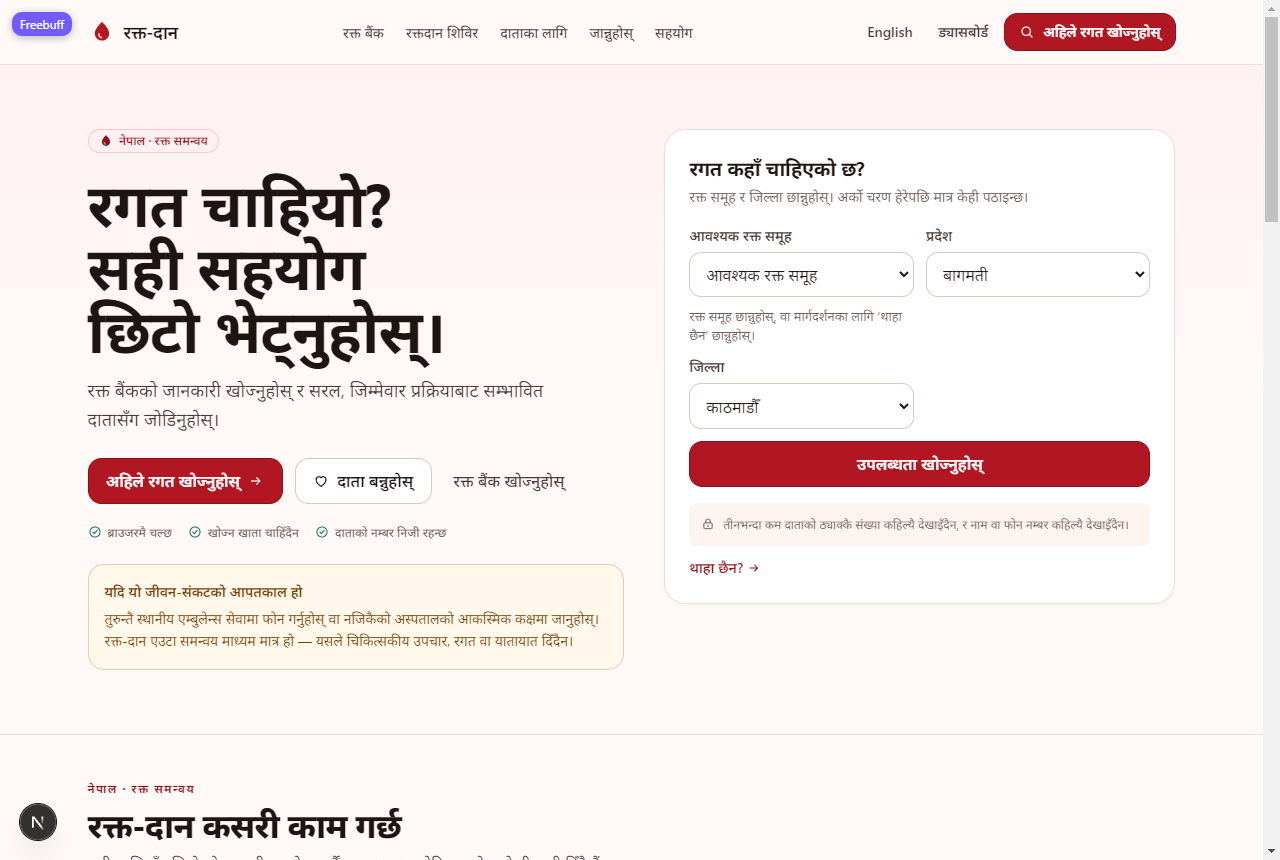 Freebuff
रक्त-दान
रक्त बैंक
रक्तदान शिविर
दाताका लागि
जान्नुहोस्
सहयोग
English
ड्यासबोर्ड
अहिले रगत खोज्नुहोस्
नेपाल · रक्त समन्वय
रगत चाहियो?
सही सहयोग
छिटो भेट्नुहोस्।
रक्त बैंकको जानकारी खोज्नुहोस् र सरल, जिम्मेवार प्रक्रियाबाट सम्भावित
दातासँग जोडिनुहोस्।
अहिले रगत खोज्नुहोस् →
दाता बन्नुहोस्
रक्त बैंक खोज्नुहोस्
ब्राउजरमै चल्छ
खोज्न खाता चाहिँदैन
दाताको नम्बर निजी रहन्छ
यदि यो जीवन-संकटको आपतकाल हो
तुरुन्तै स्थानीय एम्बुलेन्स सेवामा फोन गर्नुहोस् वा नजिकैको अस्पतालको आकस्मिक कक्षमा जानुहोस्।
रक्त-दान एउटा समन्वय माध्यम मात्र हो — यसले चिकित्सकीय उपचार, रगत वा यातायात दिँदैन।
रगत कहाँ चाहिएको छ?
रक्त समूह र जिल्ला छान्नुहोस्। अर्को चरण हेरेपछि मात्र केही पठाइन्छ।
आवश्यक रक्त समूह
प्रदेश
आवश्यक रक्त समूह
बागमती
रक्त समूह छान्नुहोस्, वा मार्गदर्शनका लागि ‘थाहा
छैन’ छान्नुहोस्।
जिल्ला
काठमाडौँ
उपलब्धता खोज्नुहोस्
तीनभन्दा कम दाताको ठ्याक्कै संख्या कहिल्यै देखाइँदैन, र नाम वा फोन नम्बर कहिल्यै देखाइँदैन।
थाहा छैन? →
नेपाल · रक्त समन्वय
रक्त-दान कसरी काम गर्छ
N